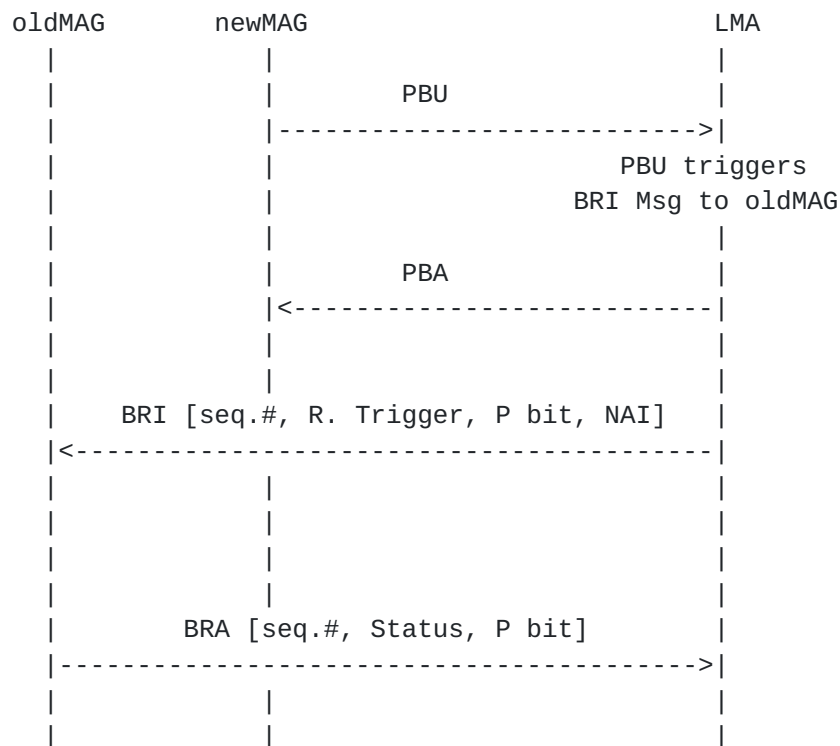 oldMAG newMAG LMA
PBU
PBU triggers
BRI Msg to oldMAG
PBA
BRI [seq.#, R. Trigger, P bit, NAI]
BRA [seq.#, Status, P bit]